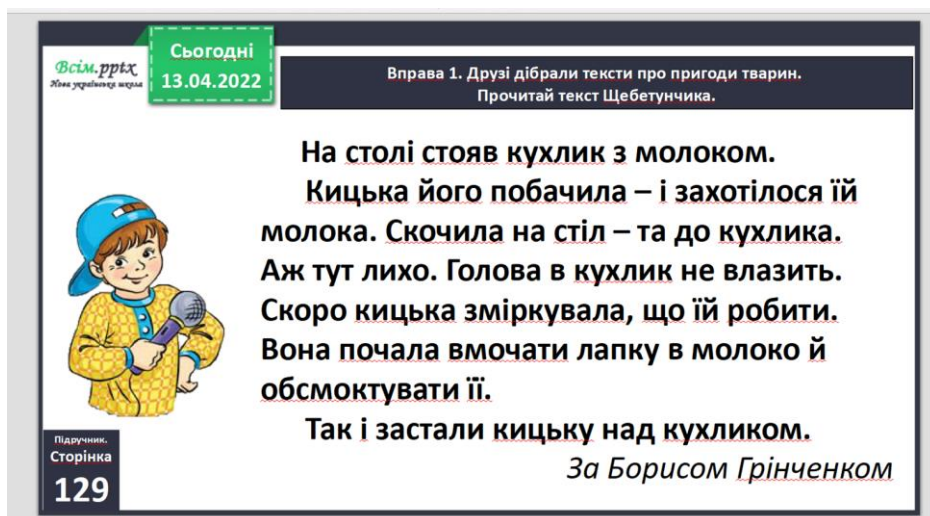 Всім.pptx
Нова українська школа
Сьогодні
13.04.2022
Вправа 1. Друзі дібрали тексти про пригоди тварин.
Прочитай текст Щебетунчика.
На столі стояв кухлик з молоком.
Кицька його побачила – і захотілося їй
молока. Скочила на стіл – та до кухлика.
Аж тут лихо. Голова в кухлик не влазить.
Скоро кицька зміркувала, що їй робити.
Вона почала вмочати лапку в молоко й
обсмоктувати її.
Так і застали кицьку над кухликом.
За Борисом Грінченком
Підручник.
Сторінка
129